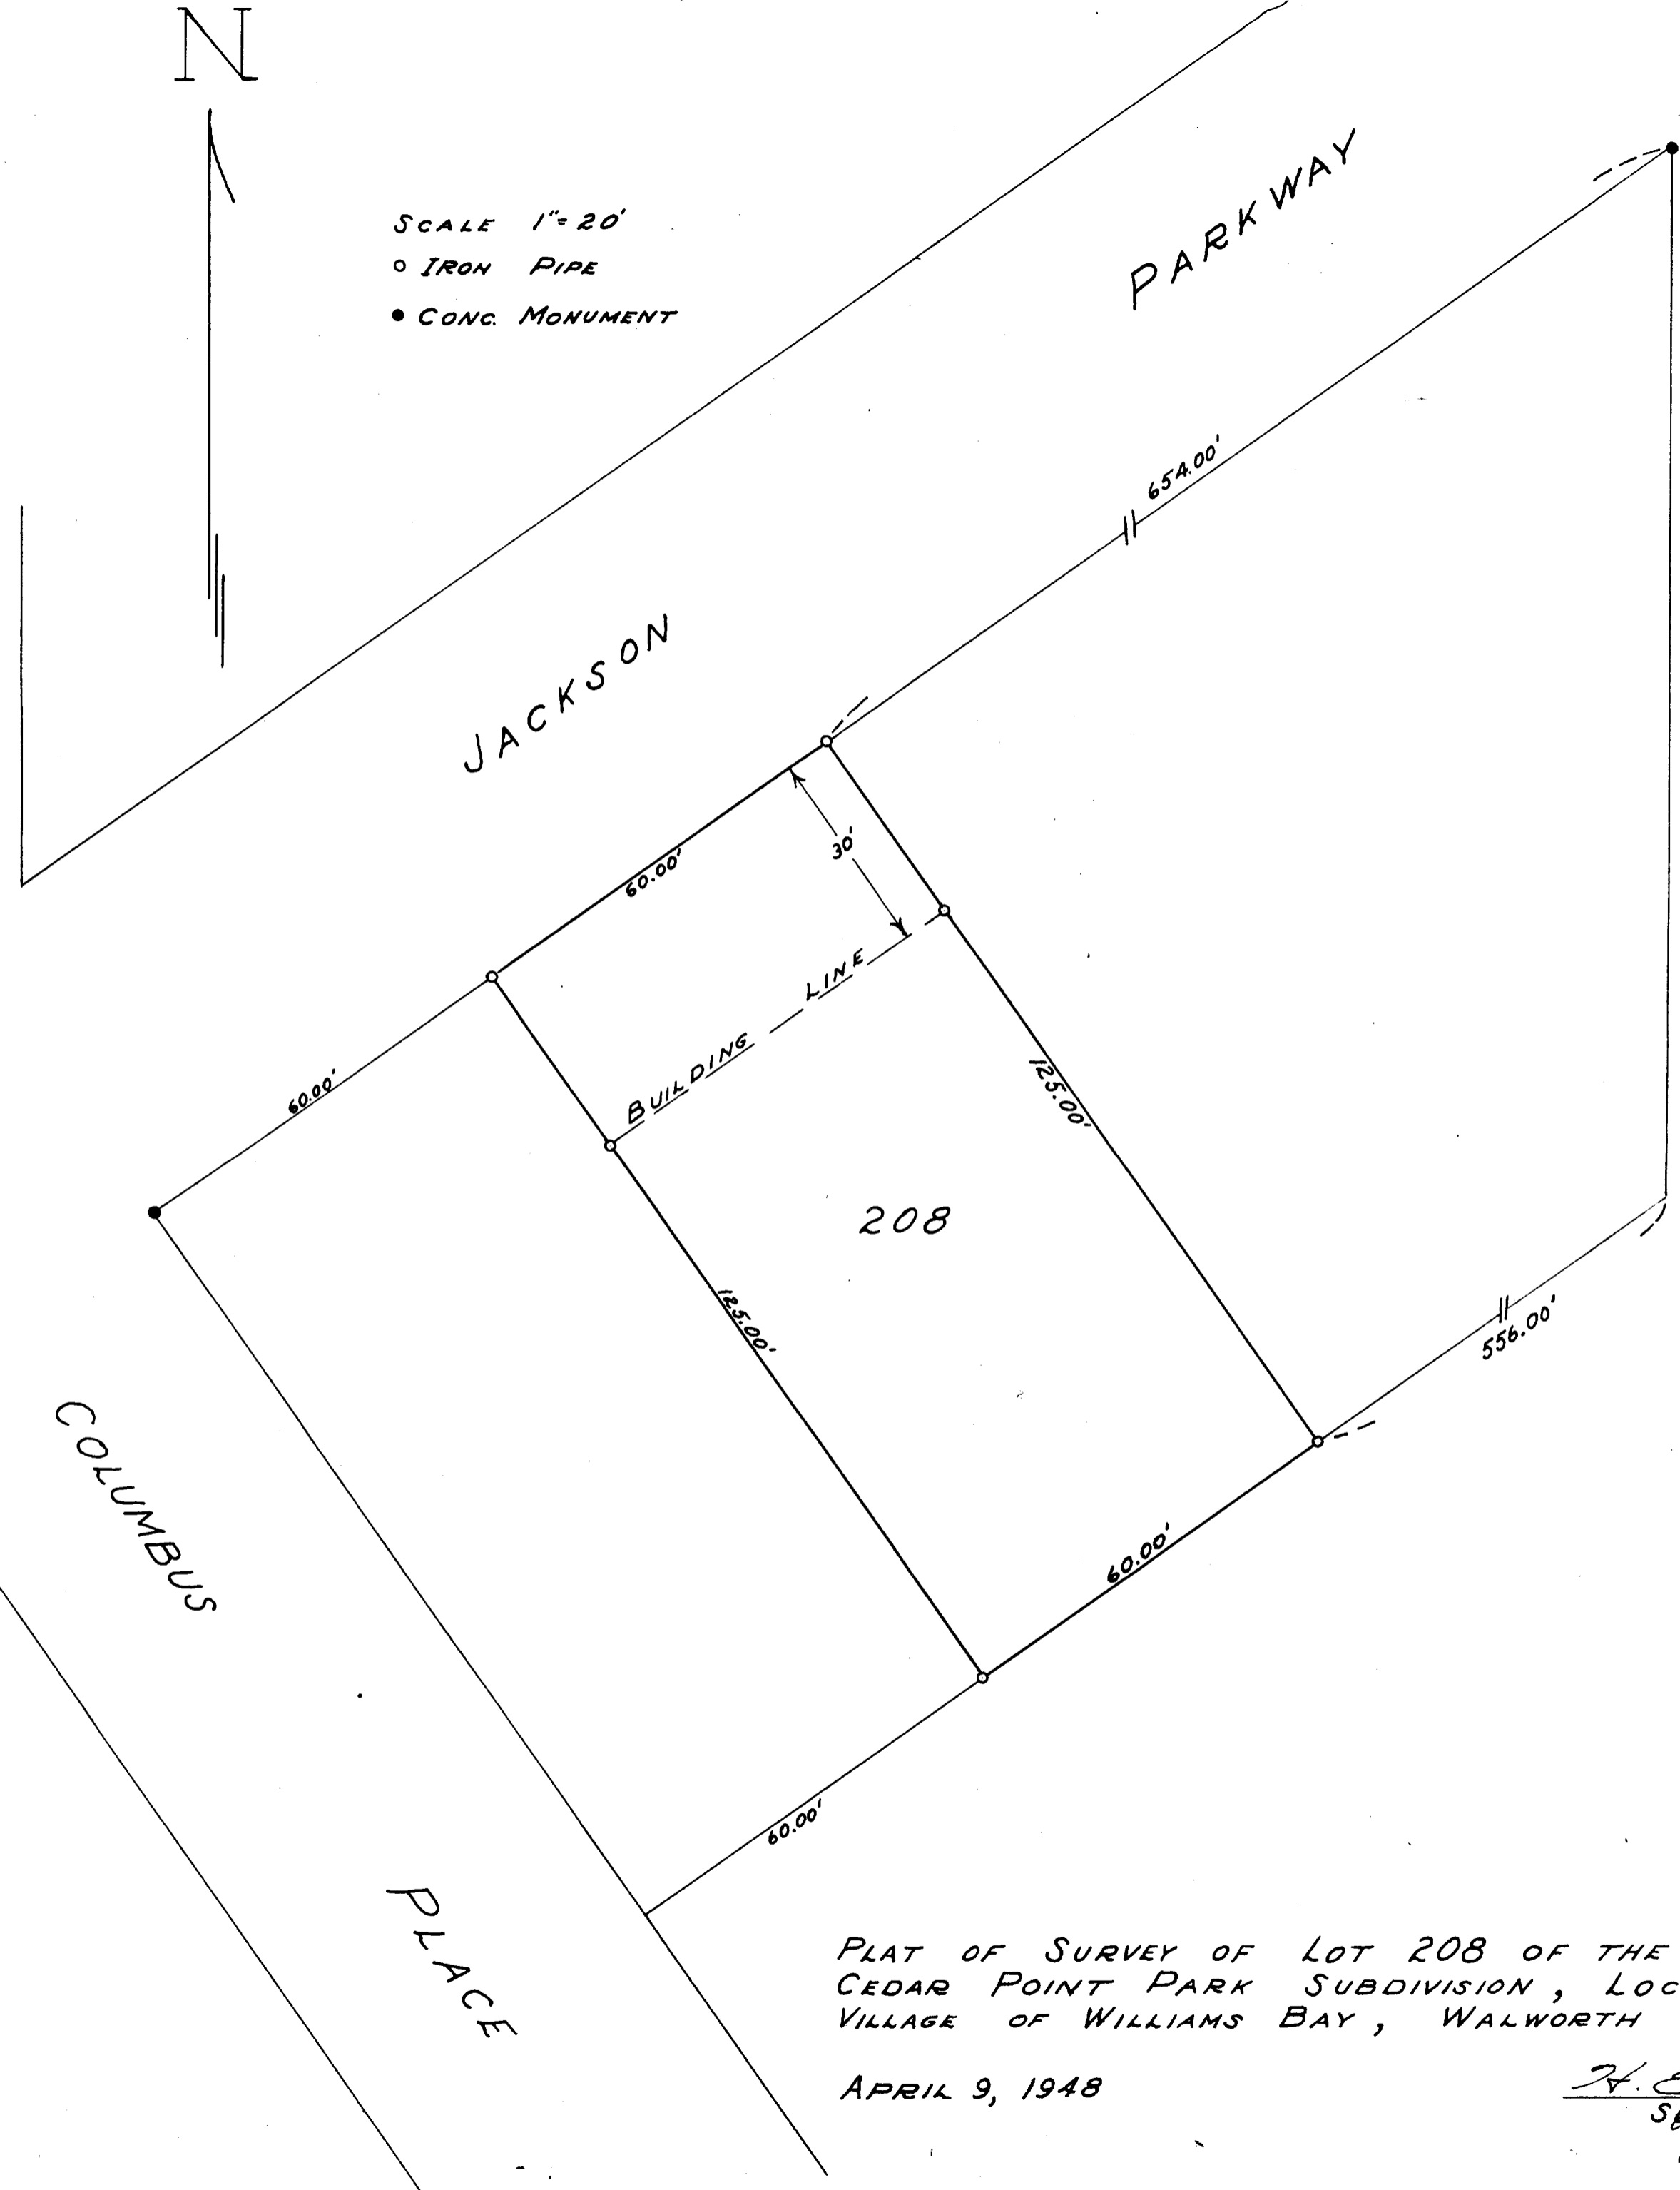 N
SCALE 1"=20'
IRON PIPE
CONC. MONUMENT
JACKSON PARKWAY
654.00'
60.00'
30'
BUILDING LINE
60.00'
125.00'
208
125.00'
556.00'
60.00'
60.00'
COLUMBUS PLACE
PLAT OF SURVEY OF LOT 208 OF THE
CEDAR POINT PARK SUBDIVISION, LOC
VILLAGE OF WILLIAMS BAY, WALWORTH
APRIL 9, 1948
H.